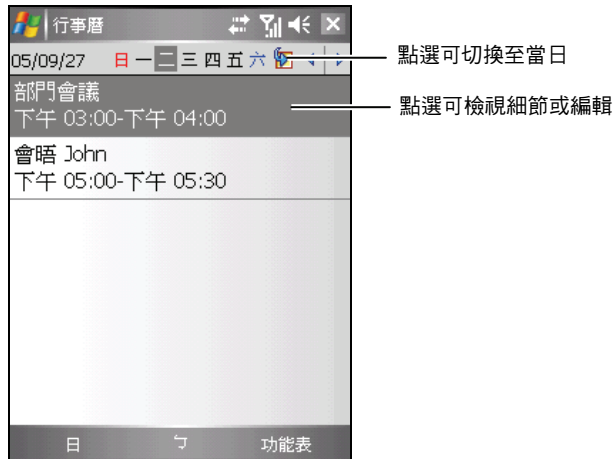 行事曆
05/09/27 日 一 二 三 四 五 六
點選可切換至當日
部門會議
下午 03:00-下午 04:00
點選可檢視細節或編輯
會晤 John
下午 05:00-下午 05:30
日 ㄅ 功能表